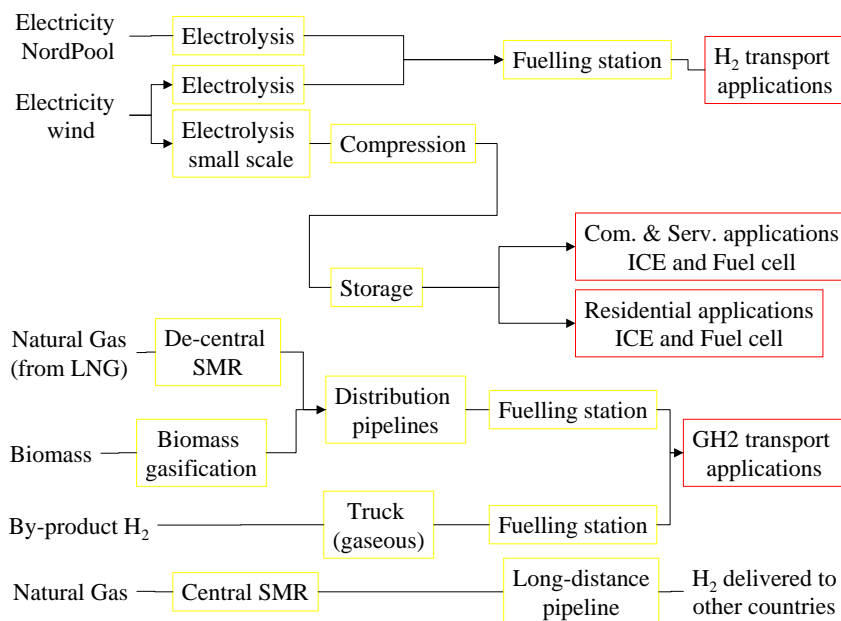 Electricity
NordPool
Electrolysis
Fuelling station
H₂ transport
applications
Electricity
wind
Electrolysis
Electrolysis
small scale
Compression
Com. & Serv. applications
ICE and Fuel cell
Storage
Residential applications
ICE and Fuel cell
Natural Gas
(from LNG)
De-central
SMR
Distribution
pipelines
Fuelling station
Biomass
Biomass
gasification
GH2 transport
applications
By-product H₂
Truck
(gaseous)
Fuelling station
Natural Gas
Central SMR
Long-distance
pipeline
H₂ delivered to
other countries